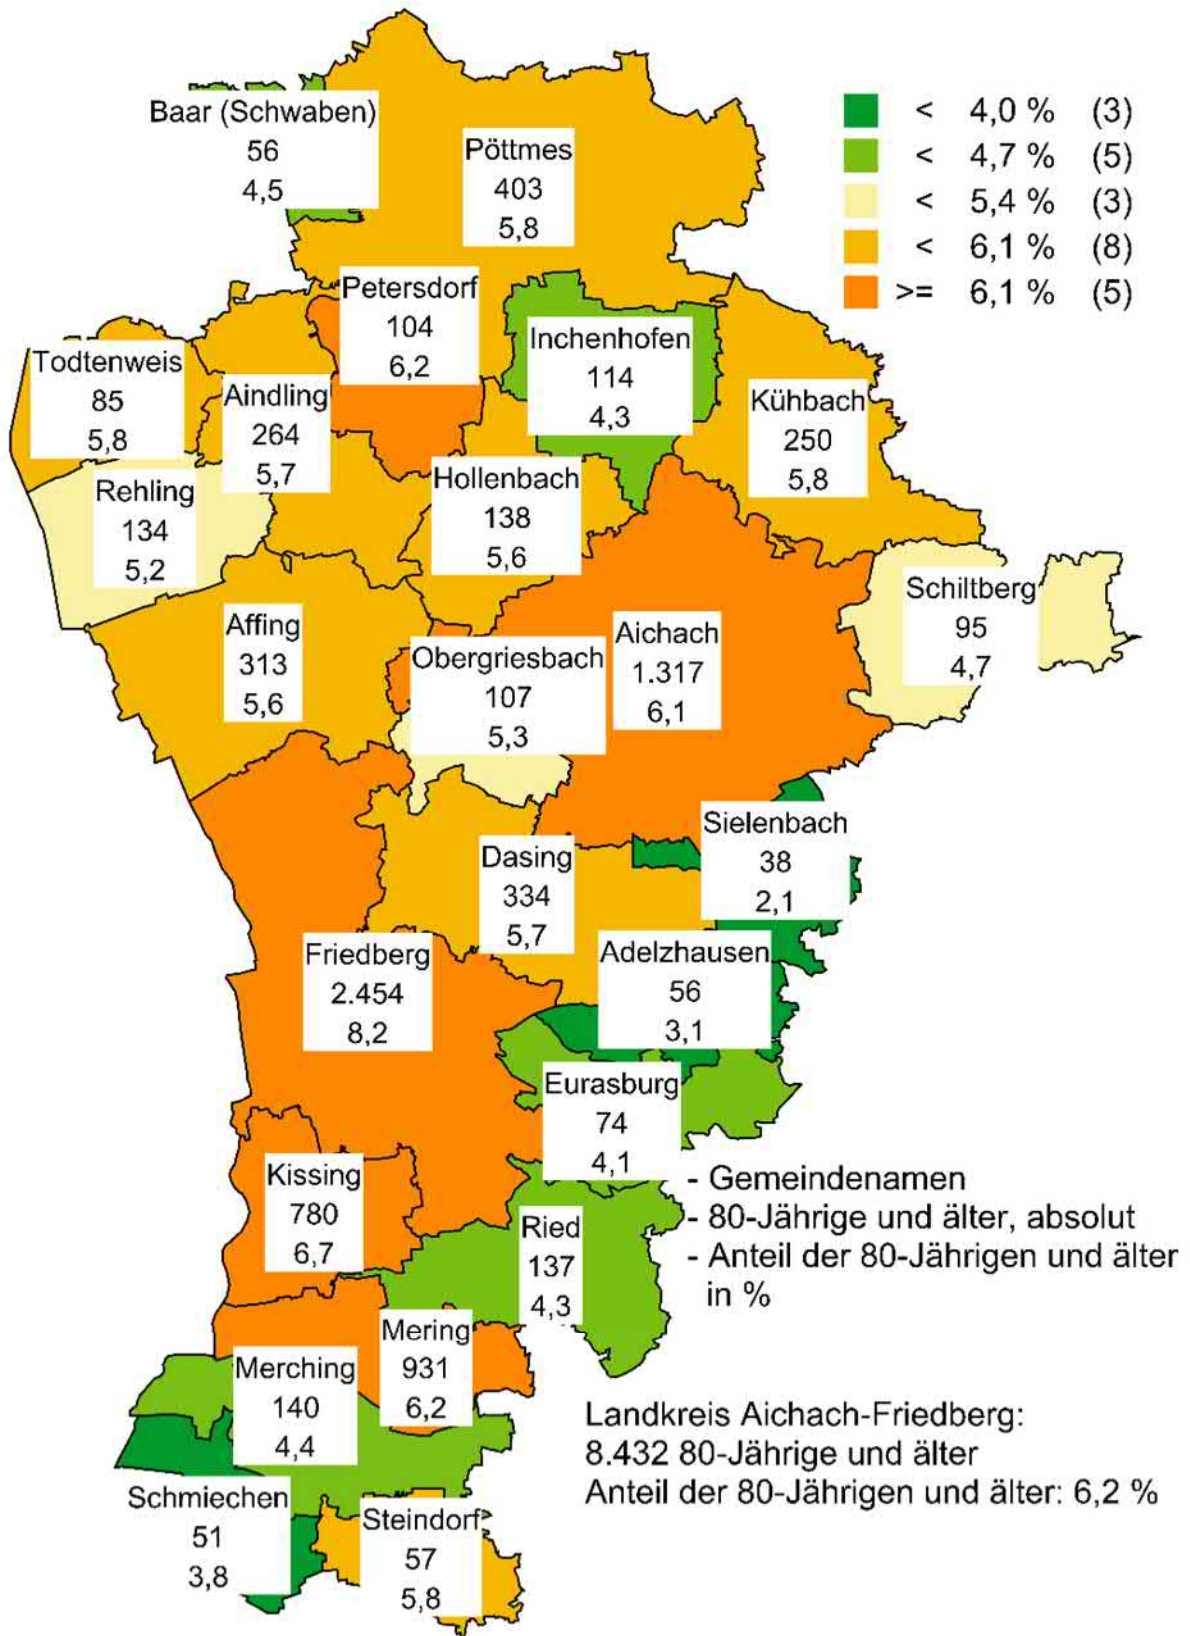 Baar (Schwaben)
56
4,5
Pöttmes
403
5,8
< 4,0 % (3)
< 4,7 % (5)
< 5,4 % (3)
< 6,1 % (8)
>= 6,1 % (5)
Petersdorf
104
6,2
Inchenhofen
114
4,3
Todtenweis
85
5,8
Aindling
264
5,7
Kühbach
250
5,8
Rehling
134
5,2
Hollenbach
138
5,6
Schiltberg
95
4,7
Affing
313
5,6
Obergriesbach
107
5,3
Aichach
1.317
6,1
Sielenbach
38
2,1
Dasing
334
5,7
Friedberg
2.454
8,2
Adelzhausen
56
3,1
Eurasburg
74
4,1
Kissing
780
6,7
Ried
137
4,3
- Gemeindenamen
- 80-Jährige und älter, absolut
- Anteil der 80-Jährigen und älter
in %
Mering
931
6,2
Merching
140
4,4
Landkreis Aichach-Friedberg:
8.432 80-Jährige und älter
Anteil der 80-Jährigen und älter: 6,2 %
Schmiechen
51
3,8
Steindorf
57
5,8